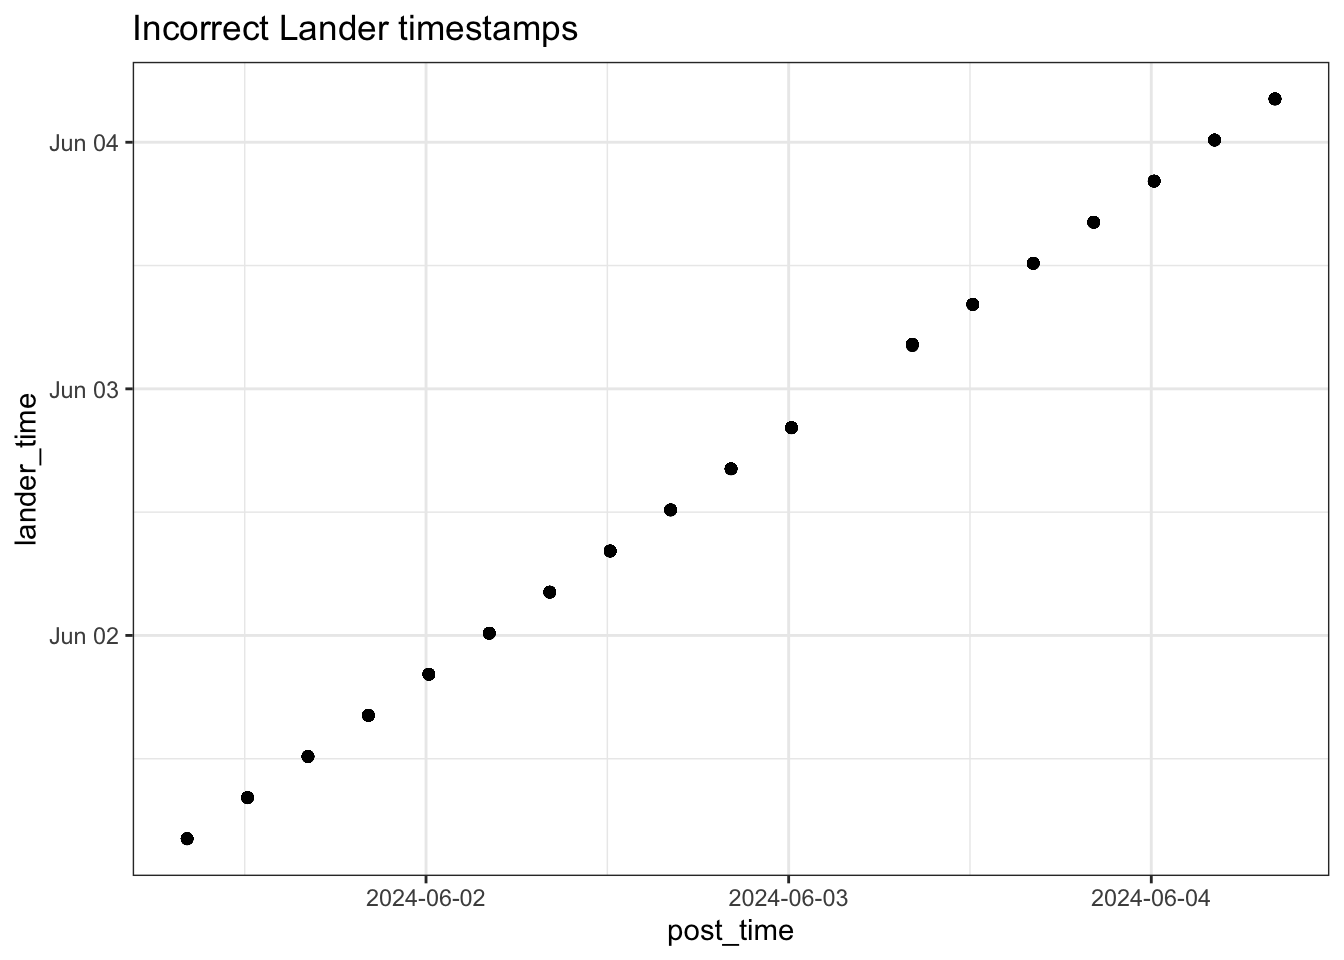 Incorrect Lander timestamps
Jun 04
Jun 03
Jun 02
lander_time
2024-06-02 2024-06-03 2024-06-04
post_time